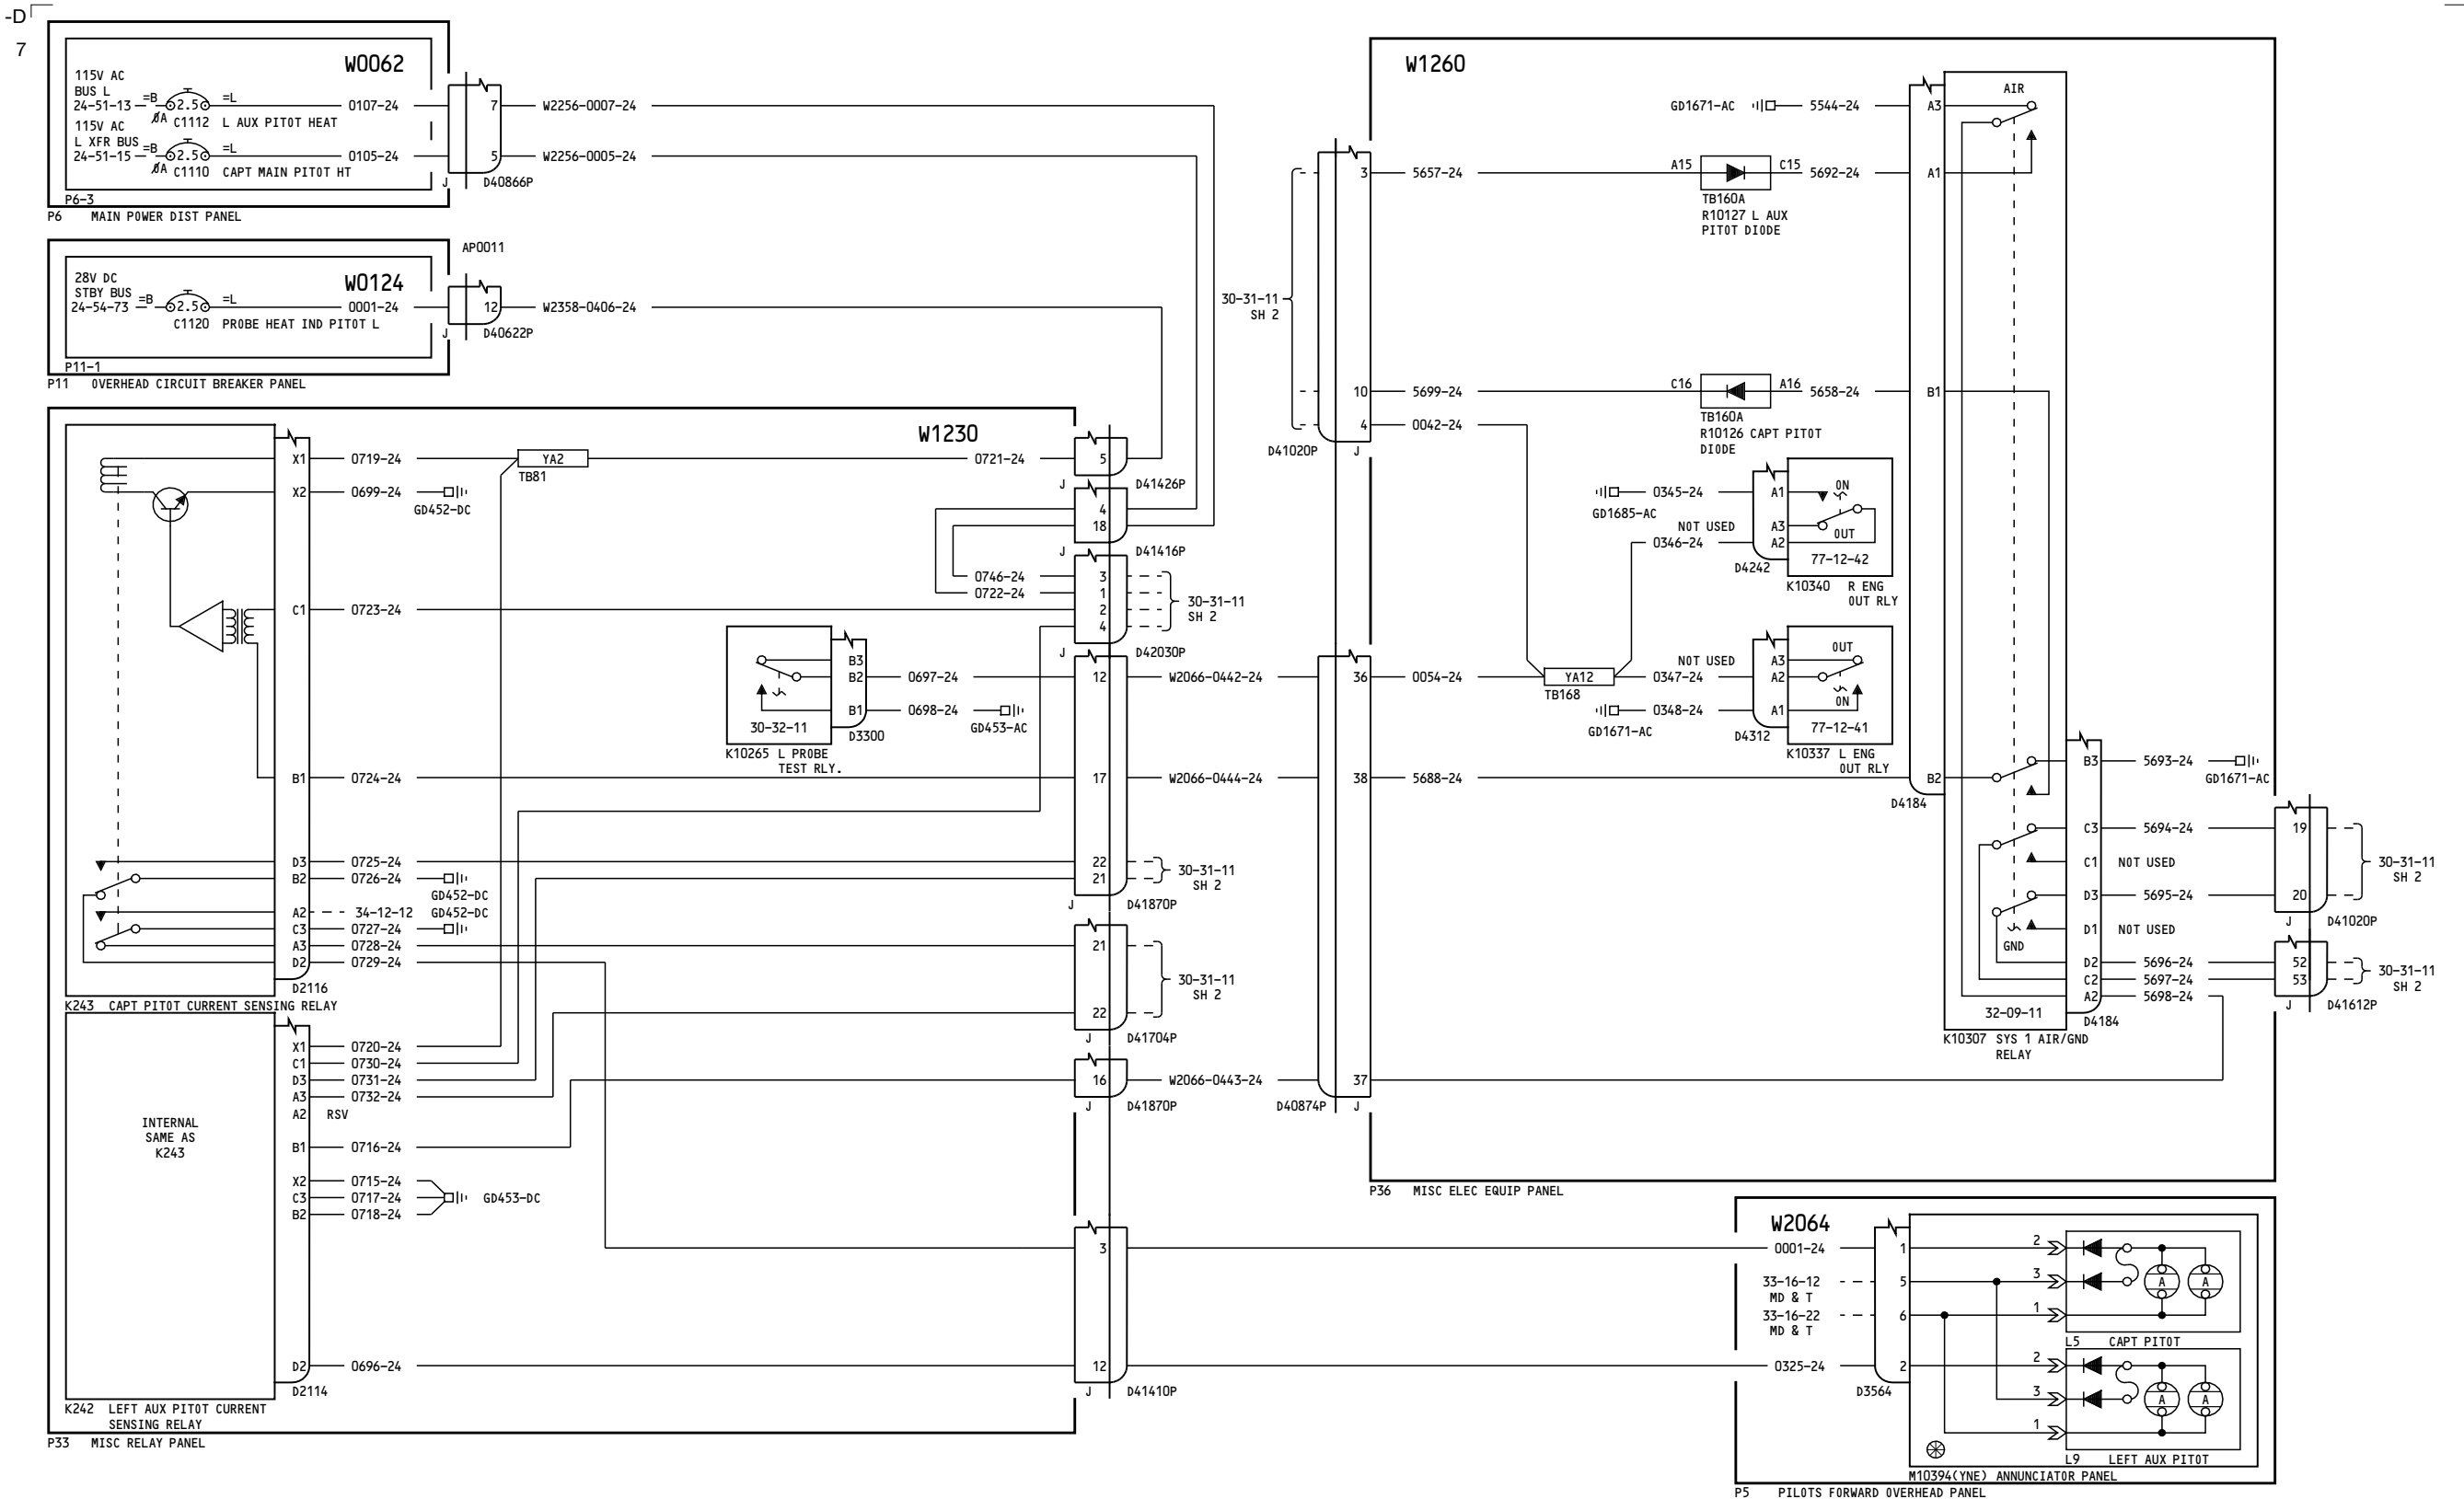 -D
7
W0062
115V AC
BUS L
24-51-13 =B 2.5 =L 0107-24
ØA C1112 L AUX PITOT HEAT
115V AC
L XFR BUS
24-51-15 =B 2.5 =L 0105-24
ØA C1110 CAPT MAIN PITOT HT
P6-3
P6 MAIN POWER DIST PANEL
7 W2256-0007-24
5 W2256-0005-24
J D40866P
AP0011
W0124
28V DC
STBY BUS
24-54-73 =B 2.5 =L 0001-24
C1120 PROBE HEAT IND PITOT L
P11-1
P11 OVERHEAD CIRCUIT BREAKER PANEL
12 W2358-0406-24
J D40622P
W1230
X1 0719-24 YA2 0721-24 5
TB81
J D41426P
X2 0699-24
GD452-DC
4
18
J D41416P
0746-24 3
0722-24 1
C1 0723-24 2
4
30-31-11
SH 2
J D42030P
B3
B2 0697-24 12 W2066-0442-24
B1 0698-24
GD453-AC
30-32-11
D3300
K10265 L PROBE
TEST RLY.
B1 0724-24 17 W2066-0444-24
D3 0725-24 22
B2 0726-24 21
GD452-DC
30-31-11
SH 2
J D41870P
A2 34-12-12 GD452-DC
C3 0727-24
A3 0728-24 21
D2 0729-24
D2116
30-31-11
SH 2
22
J D41704P
K243 CAPT PITOT CURRENT SENSING RELAY
X1 0720-24
C1 0730-24
D3 0731-24
A3 0732-24
A2 RSV
16 W2066-0443-24
J D41870P
INTERNAL
SAME AS
K243
B1 0716-24
X2 0715-24
C3 0717-24 GD453-DC
B2 0718-24
3
D2 0696-24 12
D2114
J D41410P
K242 LEFT AUX PITOT CURRENT
SENSING RELAY
P33 MISC RELAY PANEL
W1260
30-31-11
SH 2
3 5657-24 A15 C15 5692-24 A1
TB160A
R10127 L AUX
PITOT DIODE
GD1671-AC 5544-24 A3
AIR
10 5699-24 C16 A16 5658-24 B1
4 0042-24
TB160A
R10126 CAPT PITOT
DIODE
D41020P J
0345-24 A1 ON
GD1685-AC
NOT USED A3
0346-24 A2 OUT
D4242 77-12-42
K10340 R ENG
OUT RLY
36 0054-24 YA12 0347-24 A2
TB168
NOT USED A3 OUT
0348-24 A1 ON
GD1671-AC
D4312 77-12-41
K10337 L ENG
OUT RLY
38 5688-24 B2
D4184
37
D40874P J
B3 5693-24
GD1671-AC
C3 5694-24 19
C1 NOT USED
D3 5695-24 20
30-31-11
SH 2
J D41020P
D1 NOT USED
GND
D2 5696-24 52
C2 5697-24 53
A2 5698-24
30-31-11
SH 2
J D41612P
32-09-11
D4184
K10307 SYS 1 AIR/GND
RELAY
P36 MISC ELEC EQUIP PANEL
W2064
0001-24 1 2
33-16-12 5 3 A A
MD & T
33-16-22 6 1
MD & T
L5 CAPT PITOT
0325-24 2 2
D3564
3 A A
1
L9 LEFT AUX PITOT
M10394(YNE) ANNUNCIATOR PANEL
P5 PILOTS FORWARD OVERHEAD PANEL